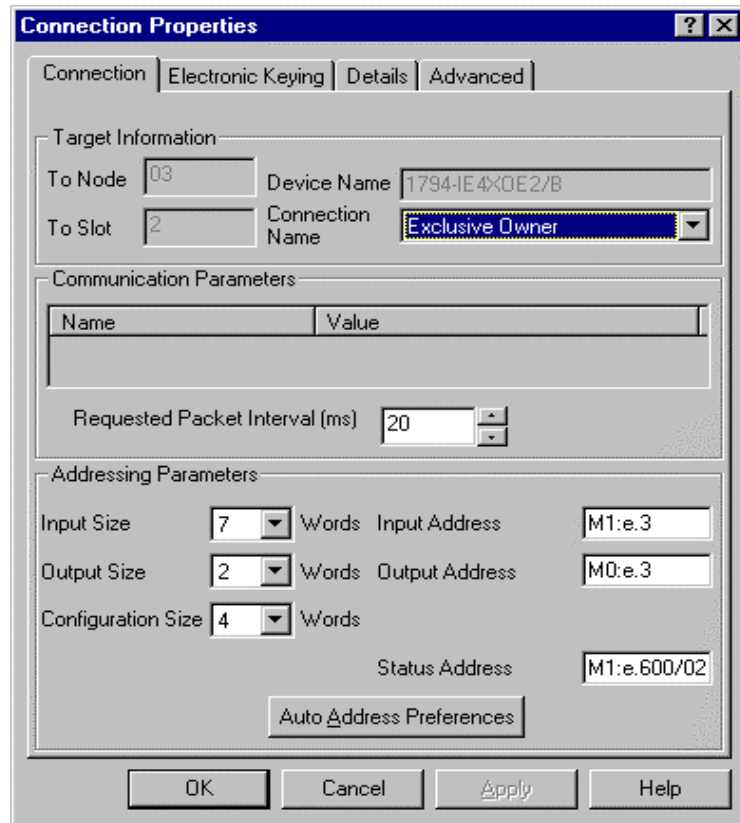 Connection Properties
Connection Electronic Keying Details Advanced
Target Information
To Node 03 Device Name 1794-IE4XOE2/B
To Slot 2 Connection Name Exclusive Owner
Communication Parameters
Name Value
Requested Packet Interval (ms) 20
Addressing Parameters
Input Size 7 Words Input Address M1:e.3
Output Size 2 Words Output Address M0:e.3
Configuration Size 4 Words
Status Address M1:e.600/02
Auto Address Preferences
OK Cancel Apply Help